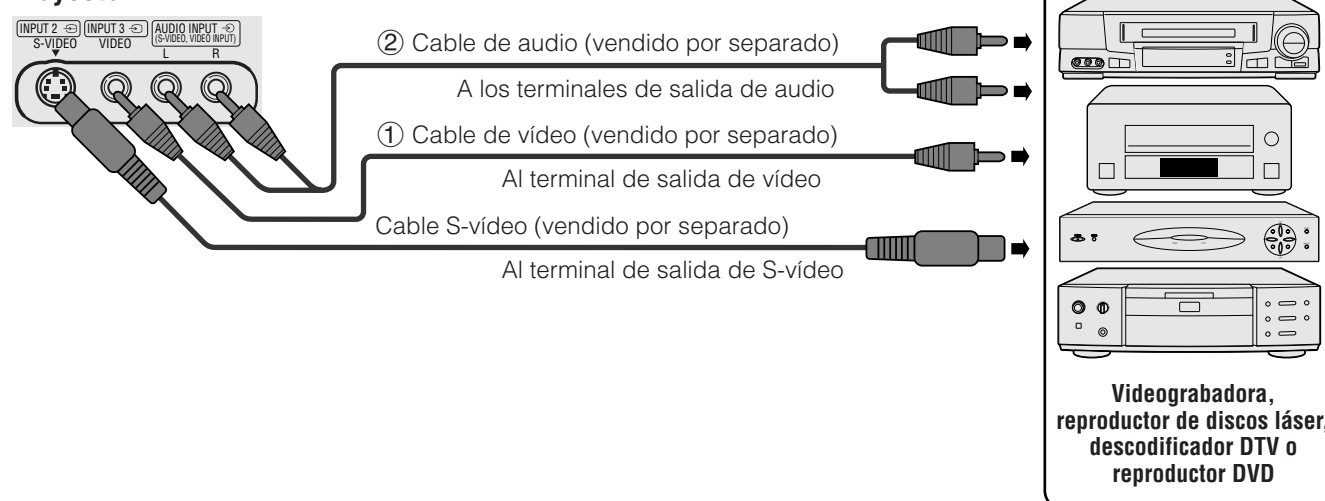 INPUT 2 INPUT 3 AUDIO INPUT
(S-VIDEO, VIDEO INPUT)
S-VIDEO VIDEO L R
② Cable de audio (vendido por separado)
A los terminales de salida de audio
① Cable de vídeo (vendido por separado)
Al terminal de salida de vídeo
Cable S-vídeo (vendido por separado)
Al terminal de salida de S-vídeo
Videograbadora,
reproductor de discos láser,
descodificador DTV o
reproductor DVD